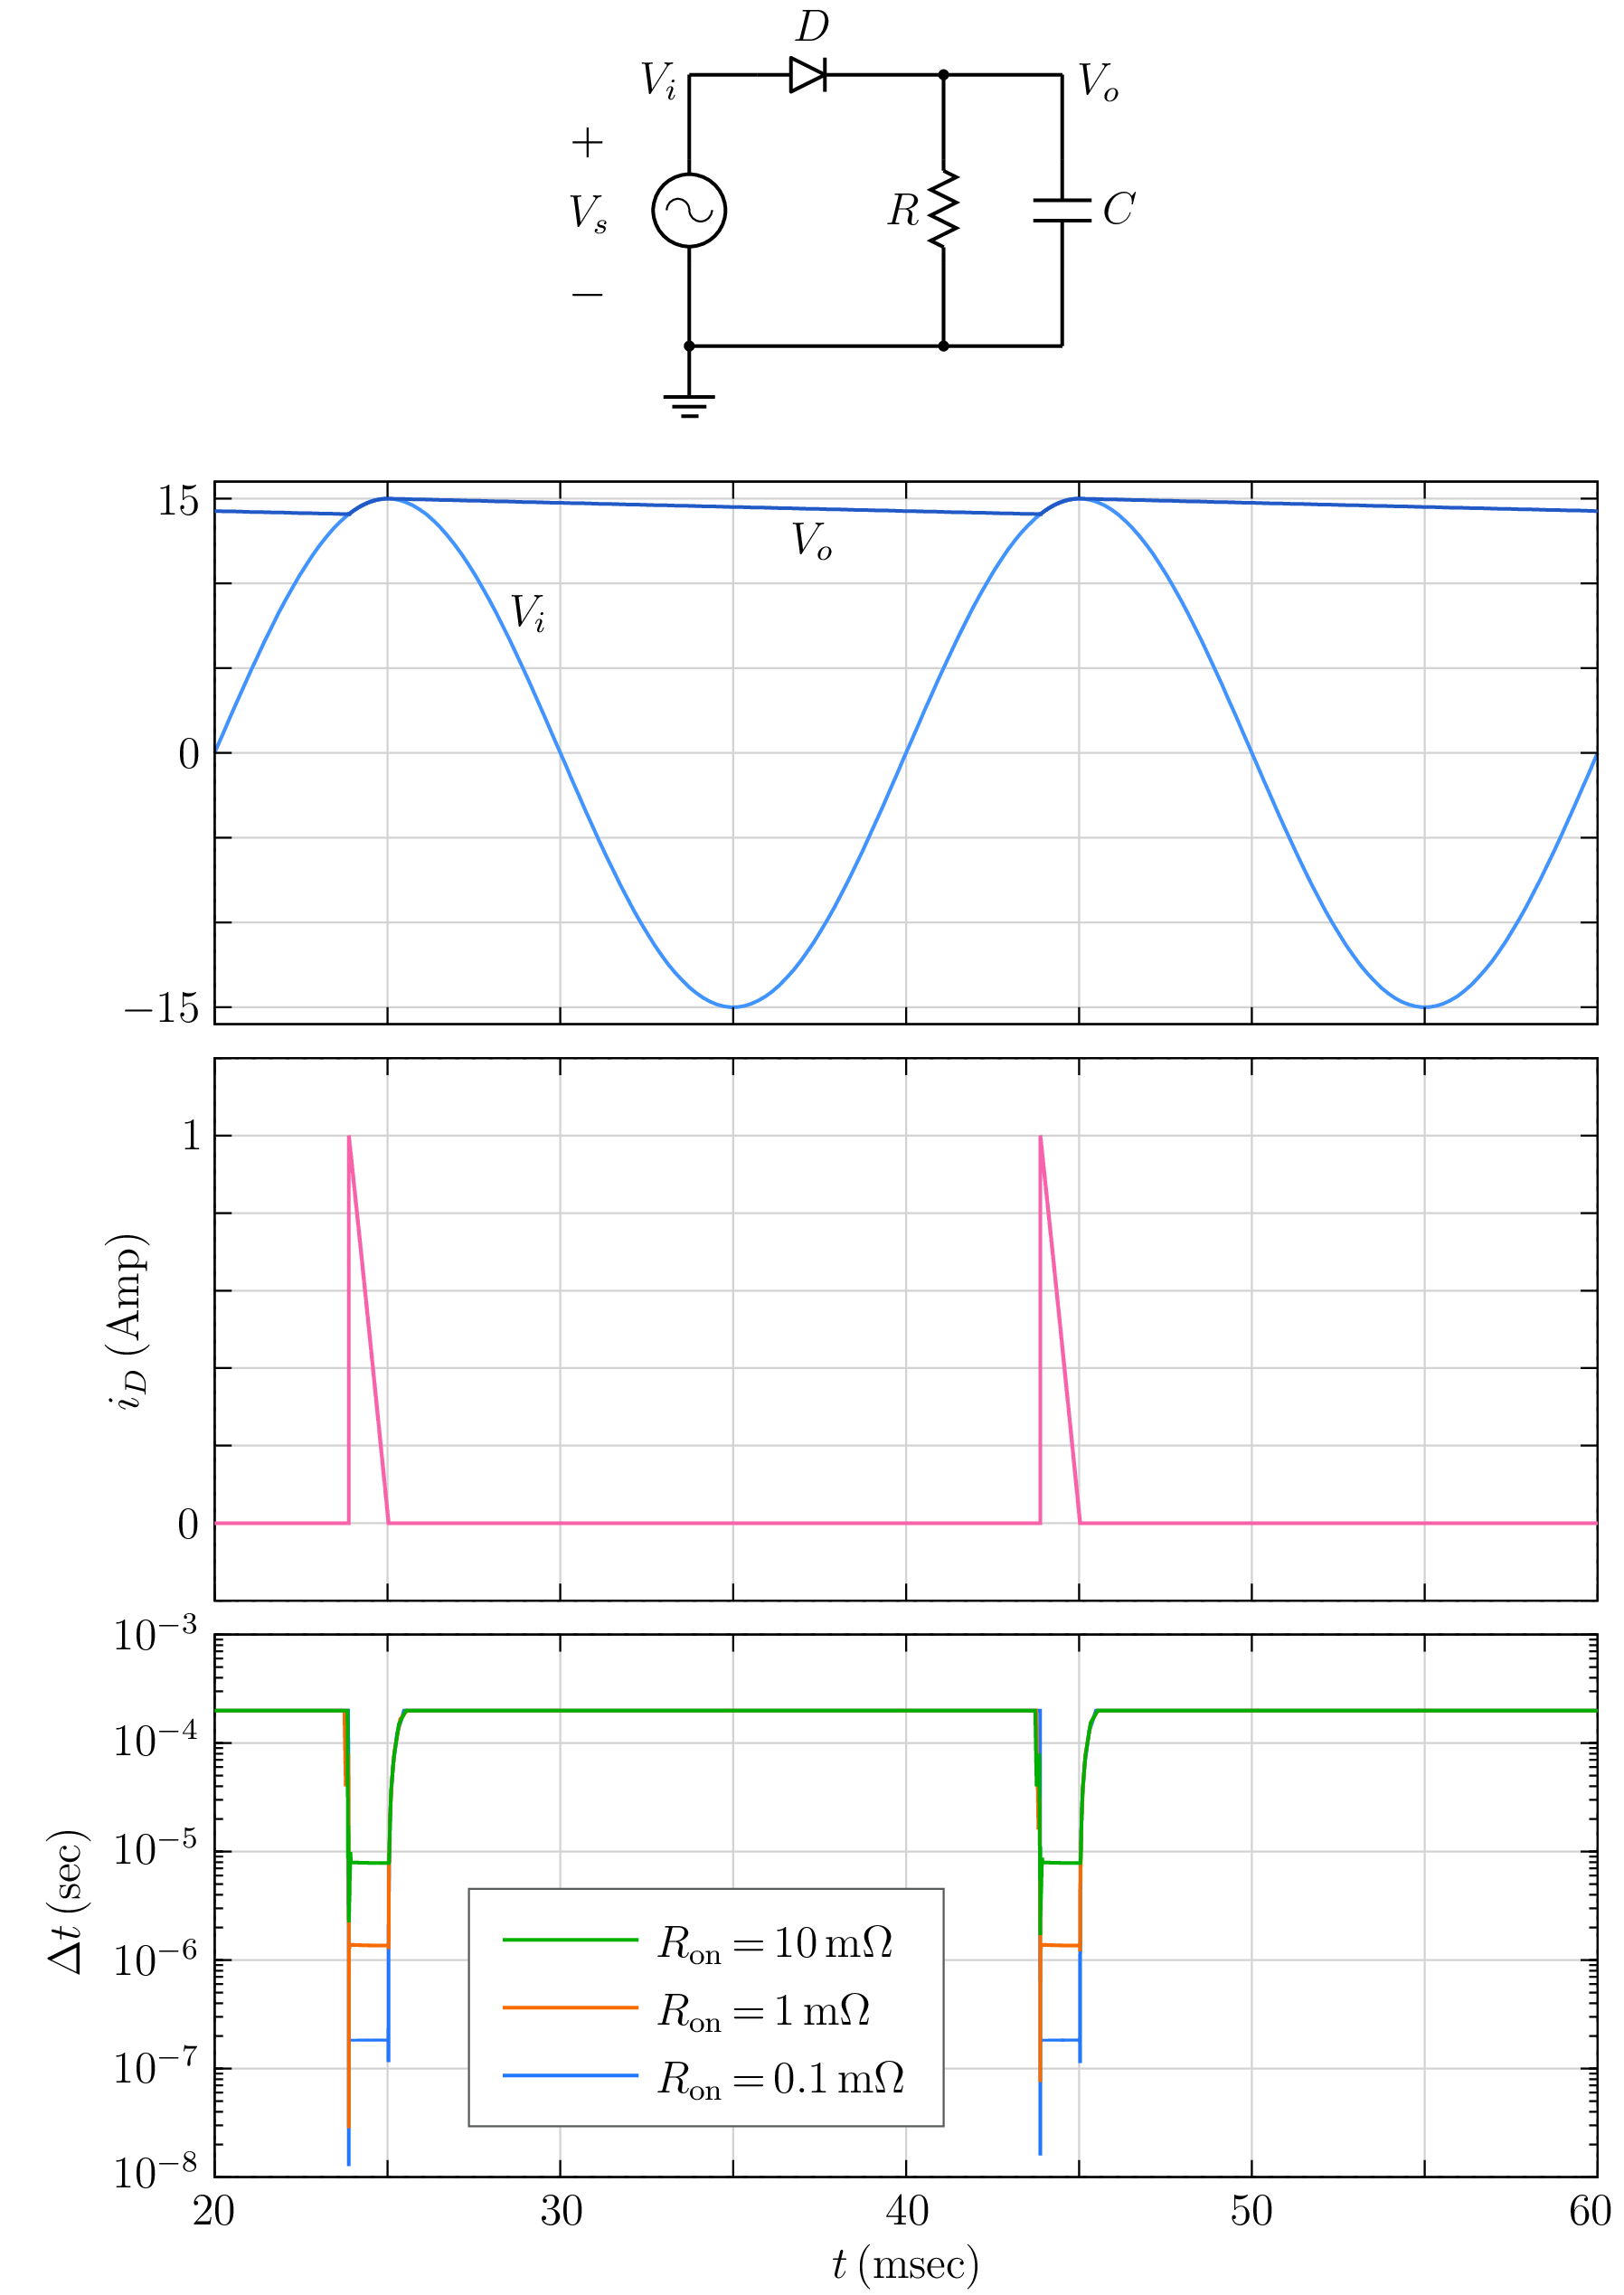 D
V_i
V_o
+
V_s
R
C
−
15
V_o
V_i
0
−15
1
i_D (Amp)
0
10^−3
10^−4
10^−5
Δt (sec)
R_on = 10 mΩ
10^−6
R_on = 1 mΩ
10^−7
R_on = 0.1 mΩ
10^−8
20 30 40 50 60
t (msec)